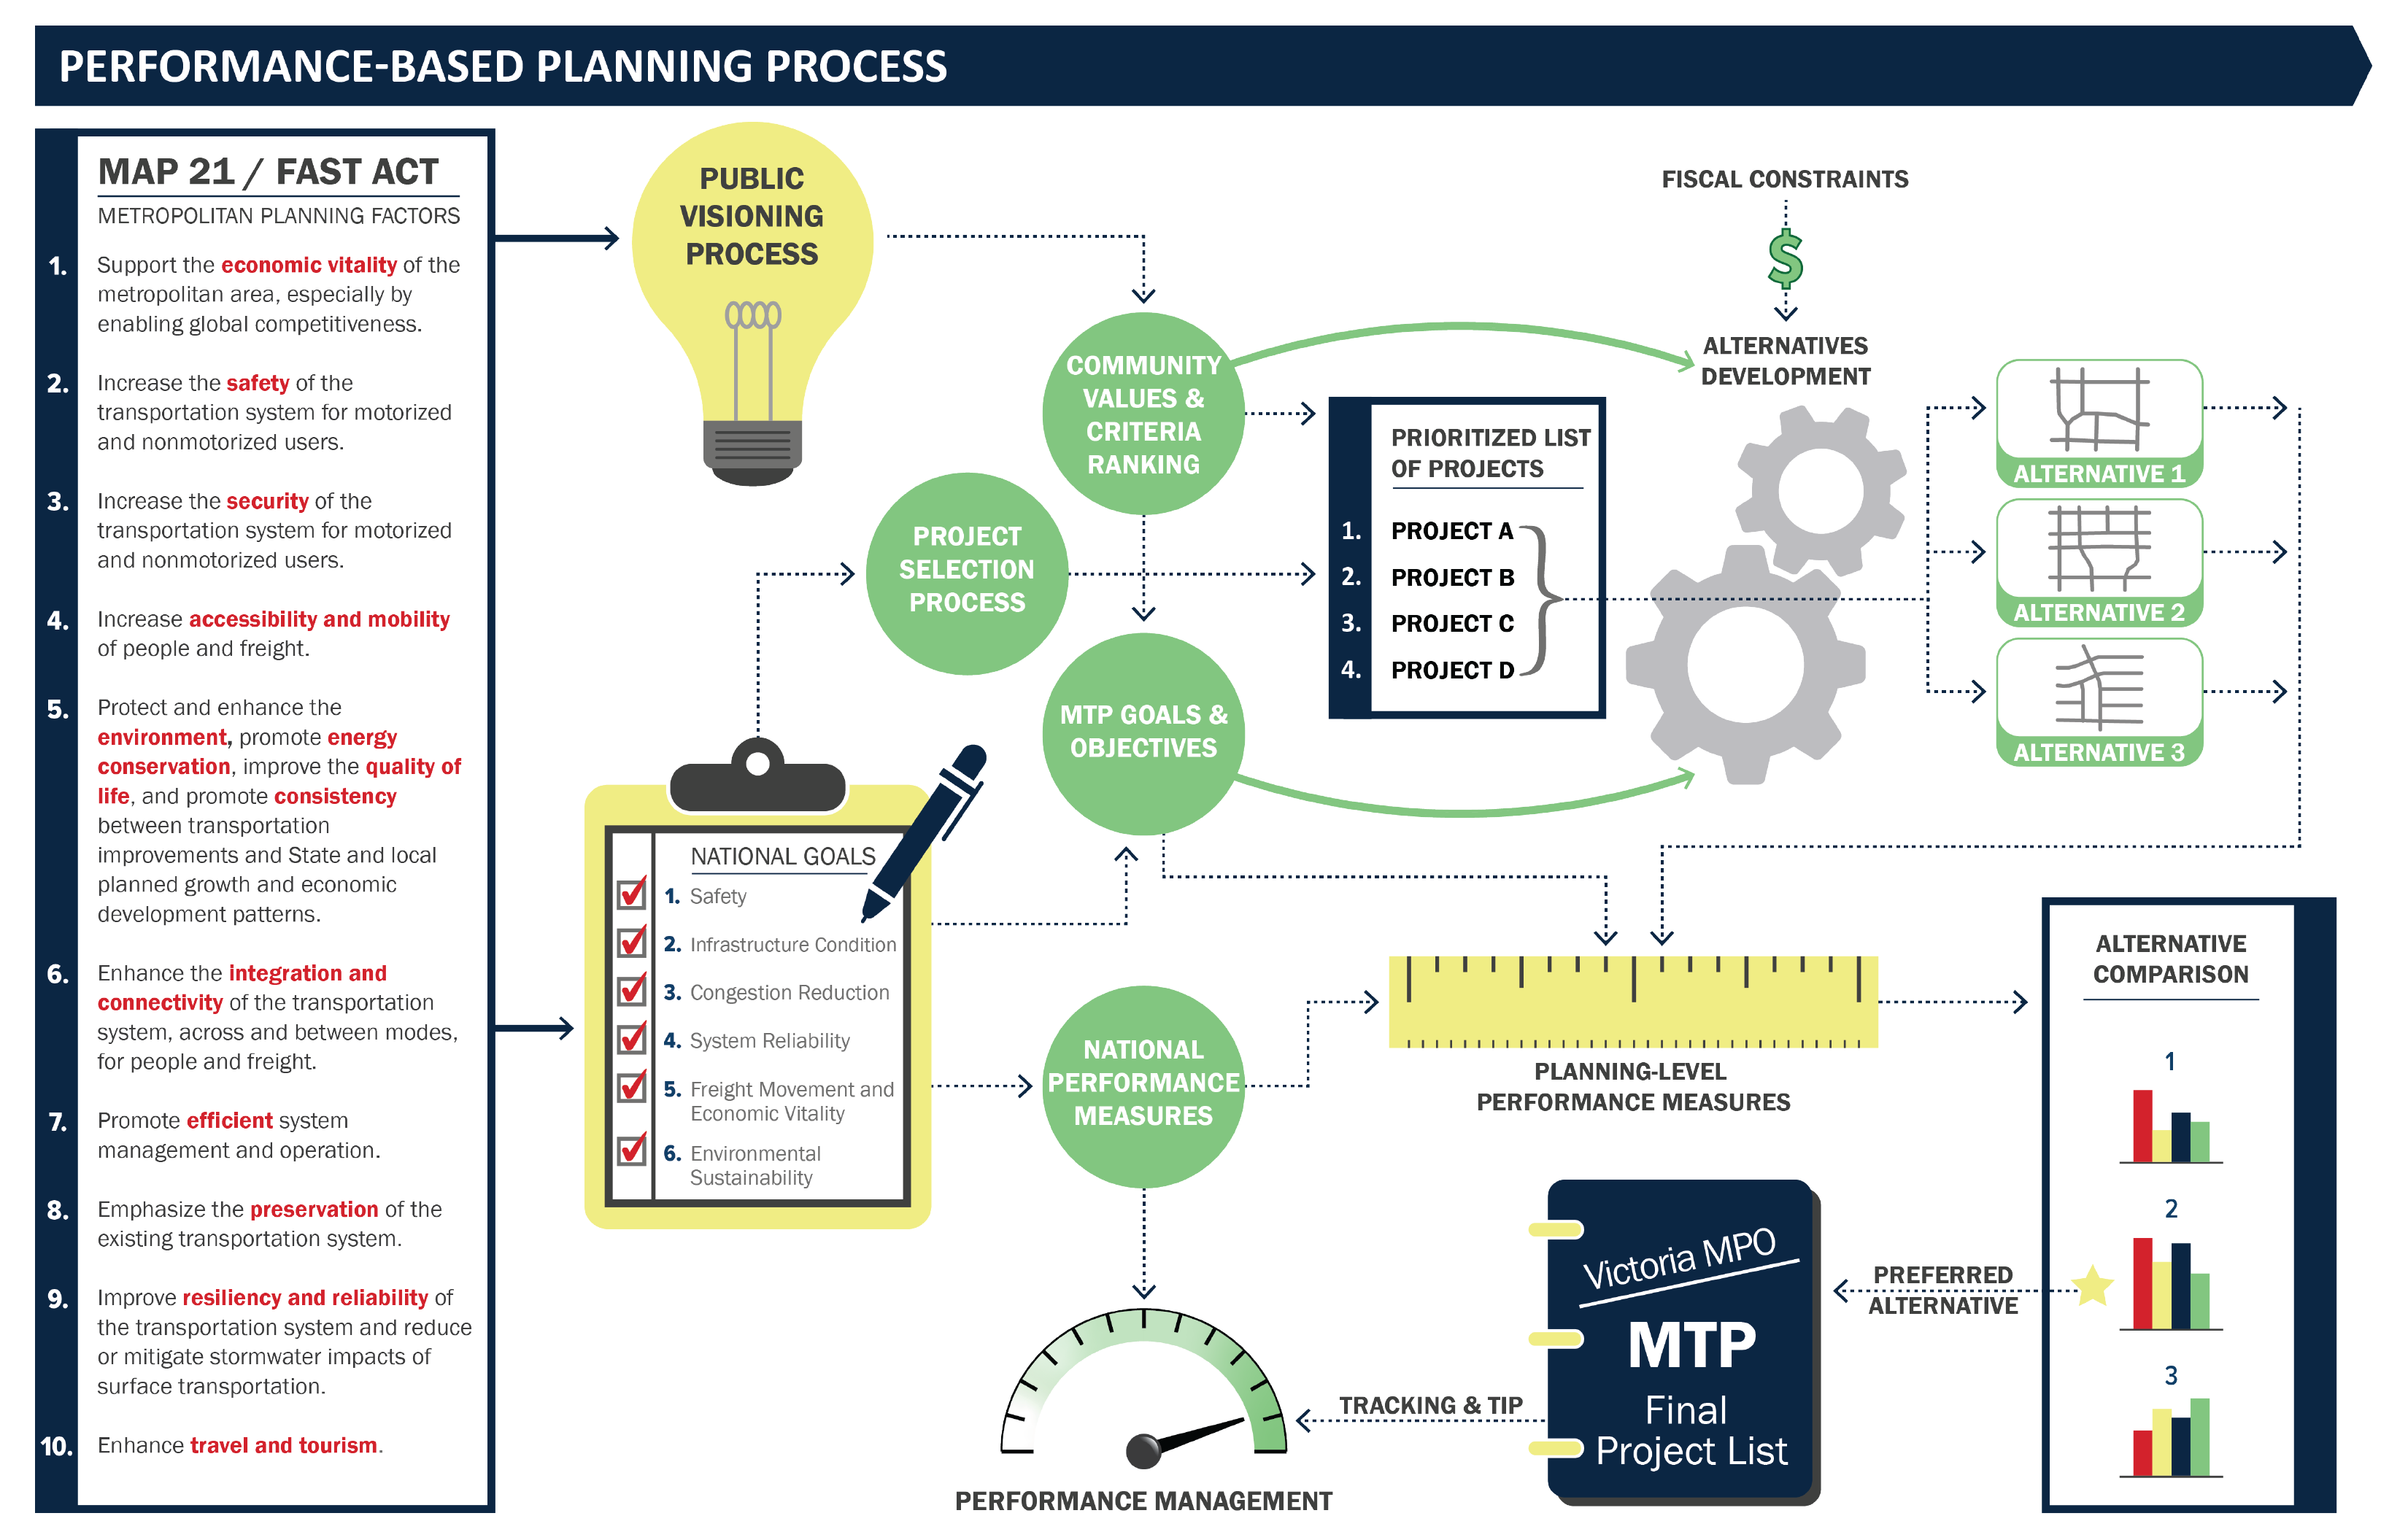 PERFORMANCE-BASED PLANNING PROCESS
MAP 21 / FAST ACT
METROPOLITAN PLANNING FACTORS
1. Support the economic vitality of the
metropolitan area, especially by
enabling global competitiveness.
2. Increase the safety of the
transportation system for motorized
and nonmotorized users.
3. Increase the security of the
transportation system for motorized
and nonmotorized users.
4. Increase accessibility and mobility
of people and freight.
5. Protect and enhance the
environment, promote energy
conservation, improve the quality of
life, and promote consistency
between transportation
improvements and State and local
planned growth and economic
development patterns.
6. Enhance the integration and
connectivity of the transportation
system, across and between modes,
for people and freight.
7. Promote efficient system
management and operation.
8. Emphasize the preservation of the
existing transportation system.
9. Improve resiliency and reliability of
the transportation system and reduce
or mitigate stormwater impacts of
surface transportation.
10. Enhance travel and tourism.
PUBLIC
VISIONING
PROCESS
NATIONAL GOALS
1. Safety
2. Infrastructure Condition
3. Congestion Reduction
4. System Reliability
5. Freight Movement and
Economic Vitality
6. Environmental
Sustainability
PROJECT
SELECTION
PROCESS
COMMUNITY
VALUES &
CRITERIA
RANKING
MTP GOALS &
OBJECTIVES
NATIONAL
PERFORMANCE
MEASURES
PRIORITIZED LIST
OF PROJECTS
1. PROJECT A
2. PROJECT B
3. PROJECT C
4. PROJECT D
FISCAL CONSTRAINTS
$
ALTERNATIVES
DEVELOPMENT
ALTERNATIVE 1
ALTERNATIVE 2
ALTERNATIVE 3
PLANNING-LEVEL
PERFORMANCE MEASURES
ALTERNATIVE
COMPARISON
1
2
3
PREFERRED
ALTERNATIVE
Victoria MPO
MTP
Final
Project List
TRACKING & TIP
PERFORMANCE MANAGEMENT